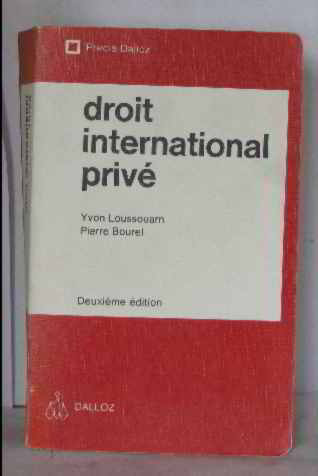 Précis Dalloz
droit
international
privé
Yvon Loussouarn
Pierre Bourel
Deuxième édition
DALLOZ